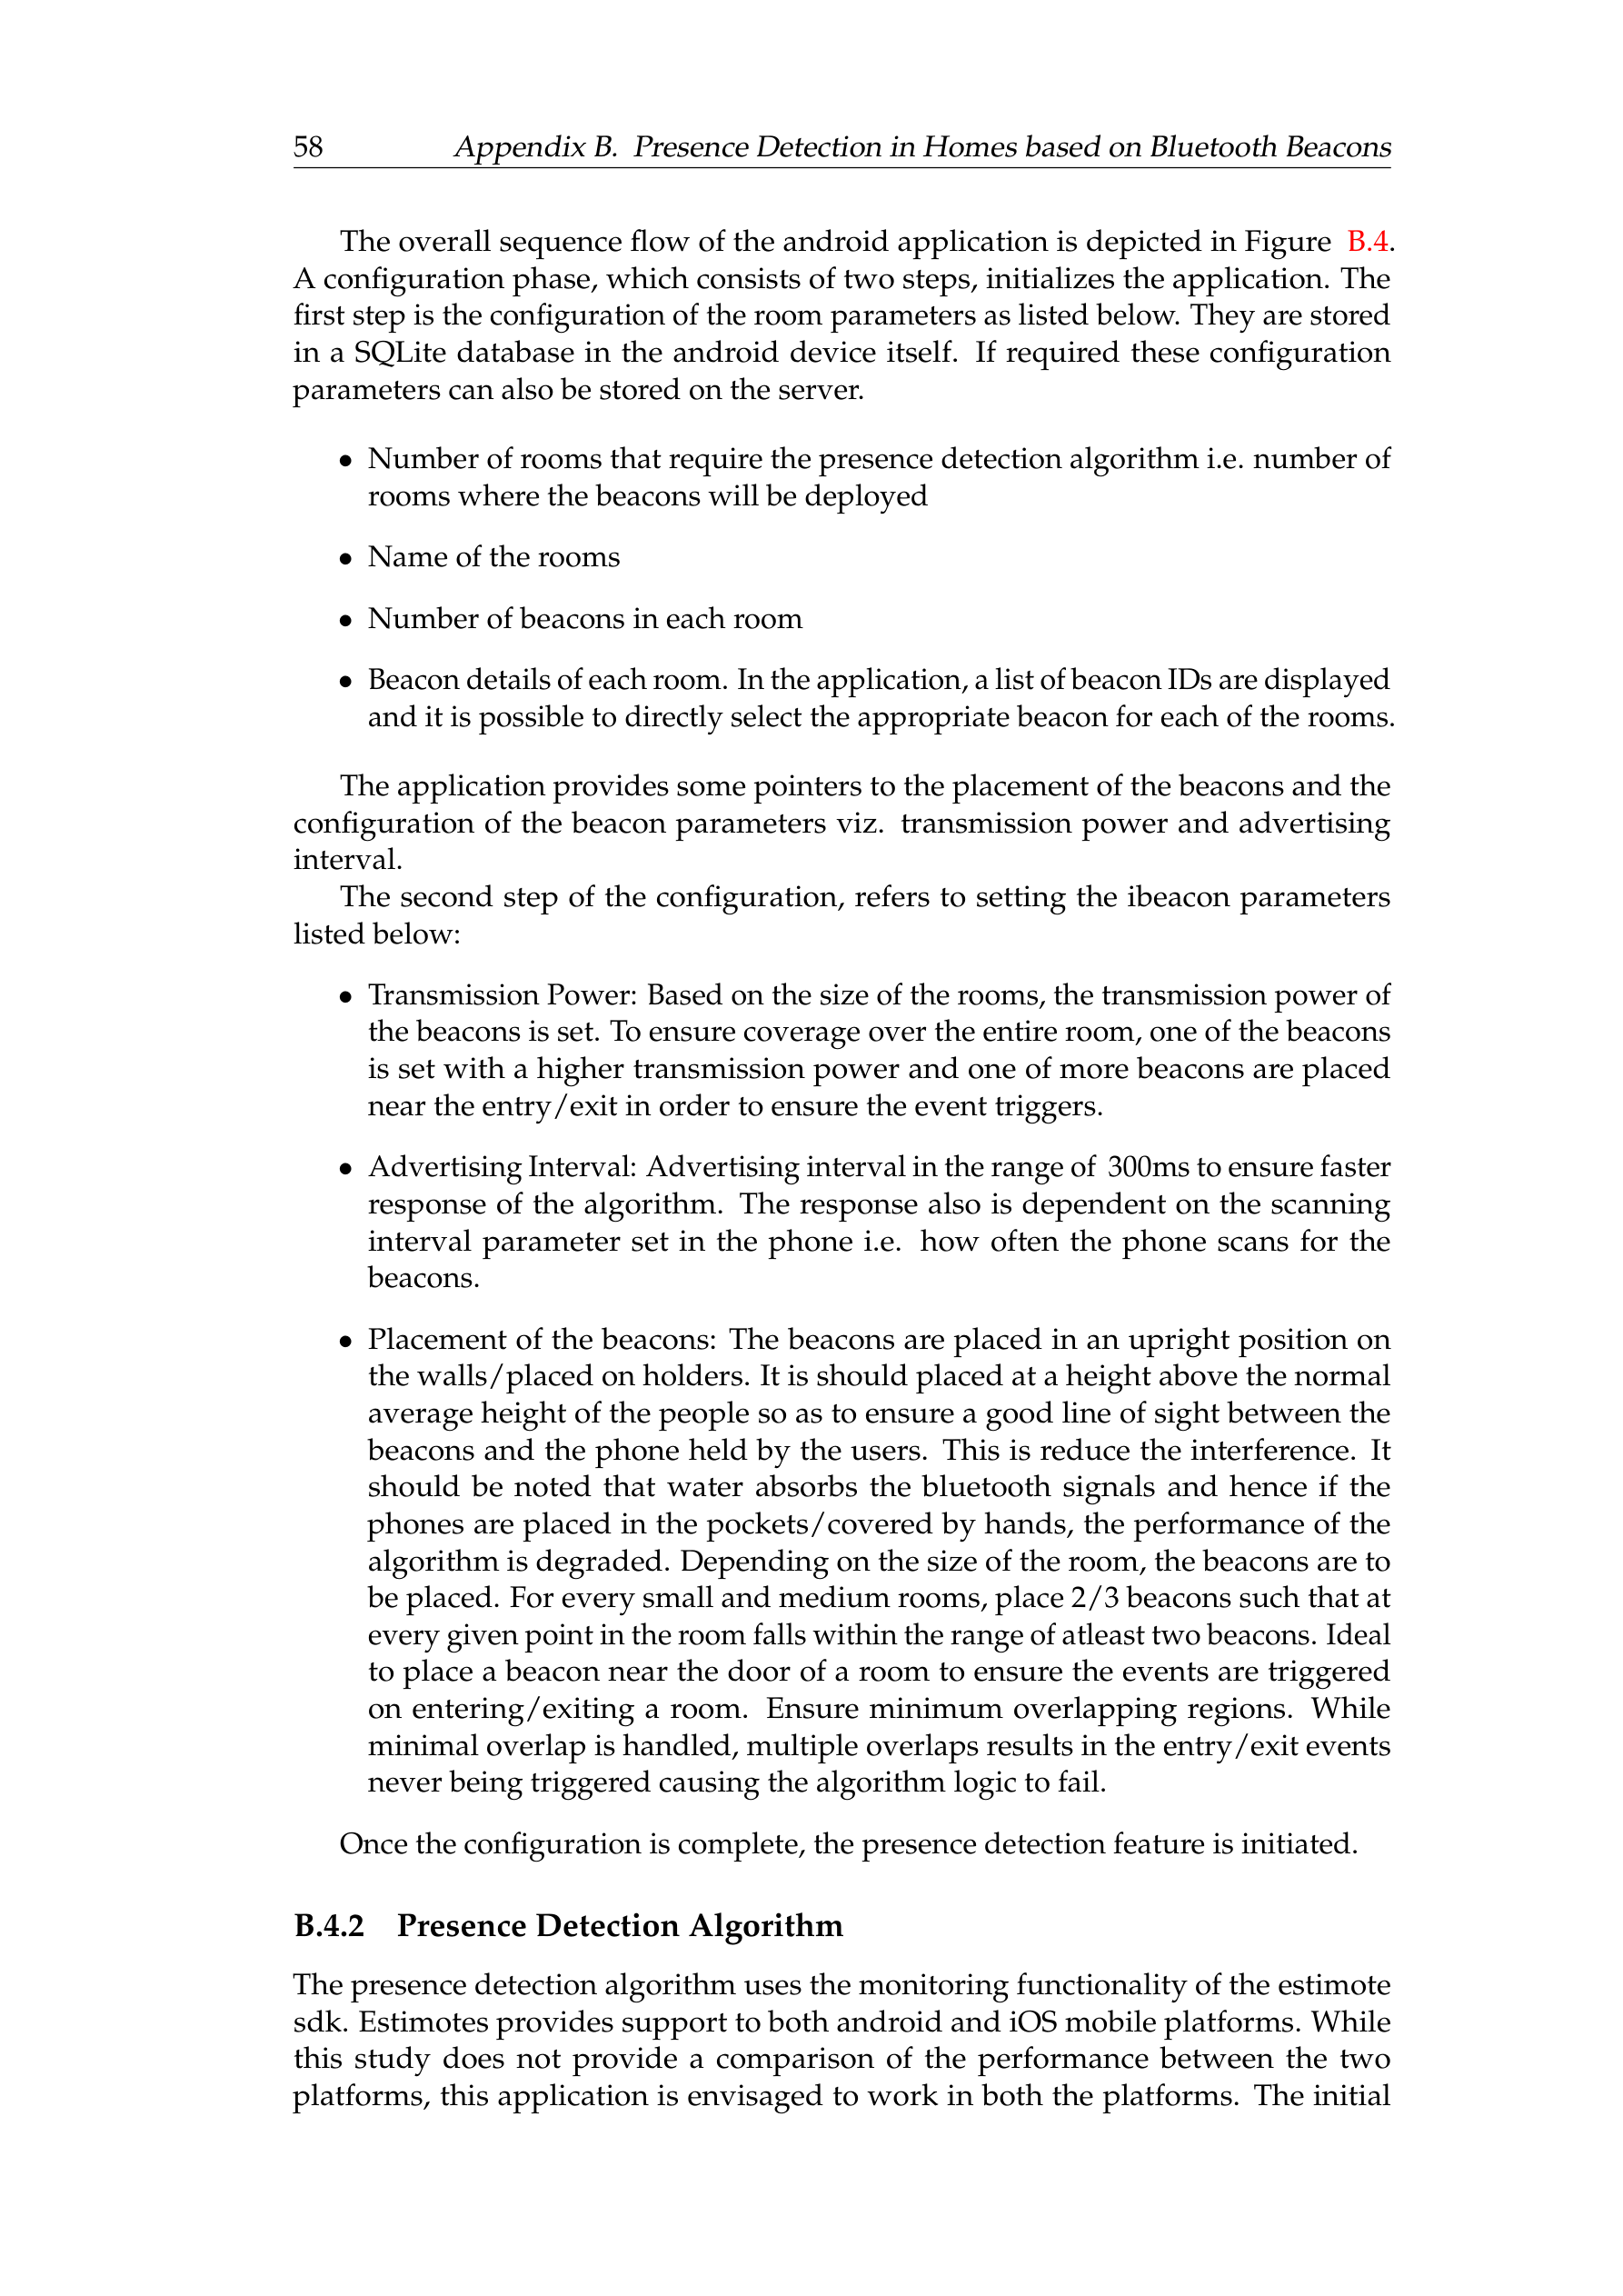 58 Appendix B. Presence Detection in Homes based on Bluetooth Beacons
The overall sequence flow of the android application is depicted in Figure B.4.
A configuration phase, which consists of two steps, initializes the application. The
first step is the configuration of the room parameters as listed below. They are stored
in a SQLite database in the android device itself. If required these configuration
parameters can also be stored on the server.
• Number of rooms that require the presence detection algorithm i.e. number of
rooms where the beacons will be deployed
• Name of the rooms
• Number of beacons in each room
• Beacon details of each room. In the application, a list of beacon IDs are displayed
and it is possible to directly select the appropriate beacon for each of the rooms.
The application provides some pointers to the placement of the beacons and the
configuration of the beacon parameters viz. transmission power and advertising
interval.
The second step of the configuration, refers to setting the ibeacon parameters
listed below:
• Transmission Power: Based on the size of the rooms, the transmission power of
the beacons is set. To ensure coverage over the entire room, one of the beacons
is set with a higher transmission power and one of more beacons are placed
near the entry/exit in order to ensure the event triggers.
• Advertising Interval: Advertising interval in the range of 300ms to ensure faster
response of the algorithm. The response also is dependent on the scanning
interval parameter set in the phone i.e. how often the phone scans for the
beacons.
• Placement of the beacons: The beacons are placed in an upright position on
the walls/placed on holders. It is should placed at a height above the normal
average height of the people so as to ensure a good line of sight between the
beacons and the phone held by the users. This is reduce the interference. It
should be noted that water absorbs the bluetooth signals and hence if the
phones are placed in the pockets/covered by hands, the performance of the
algorithm is degraded. Depending on the size of the room, the beacons are to
be placed. For every small and medium rooms, place 2/3 beacons such that at
every given point in the room falls within the range of atleast two beacons. Ideal
to place a beacon near the door of a room to ensure the events are triggered
on entering/exiting a room. Ensure minimum overlapping regions. While
minimal overlap is handled, multiple overlaps results in the entry/exit events
never being triggered causing the algorithm logic to fail.
Once the configuration is complete, the presence detection feature is initiated.
B.4.2 Presence Detection Algorithm
The presence detection algorithm uses the monitoring functionality of the estimote
sdk. Estimotes provides support to both android and iOS mobile platforms. While
this study does not provide a comparison of the performance between the two
platforms, this application is envisaged to work in both the platforms. The initial